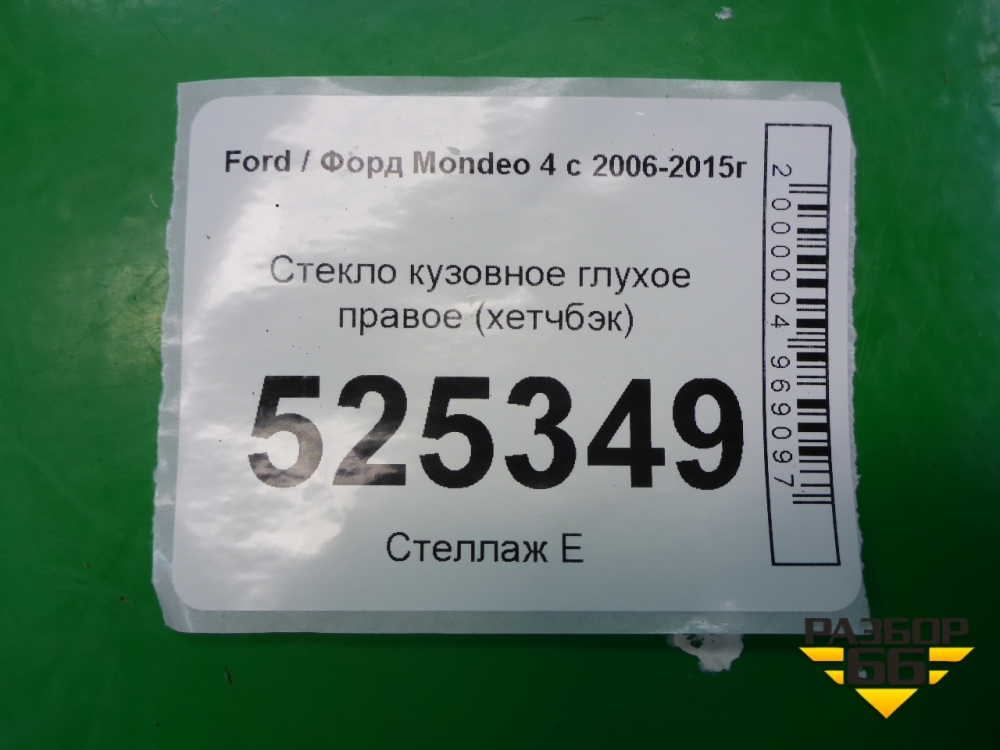 Ford / Форд Mondeo 4 с 2006-2015г
Стекло кузовное глухое
правое (хетчбэк)
525349
Стеллаж Е
2000004969097
РАЗБОР
66